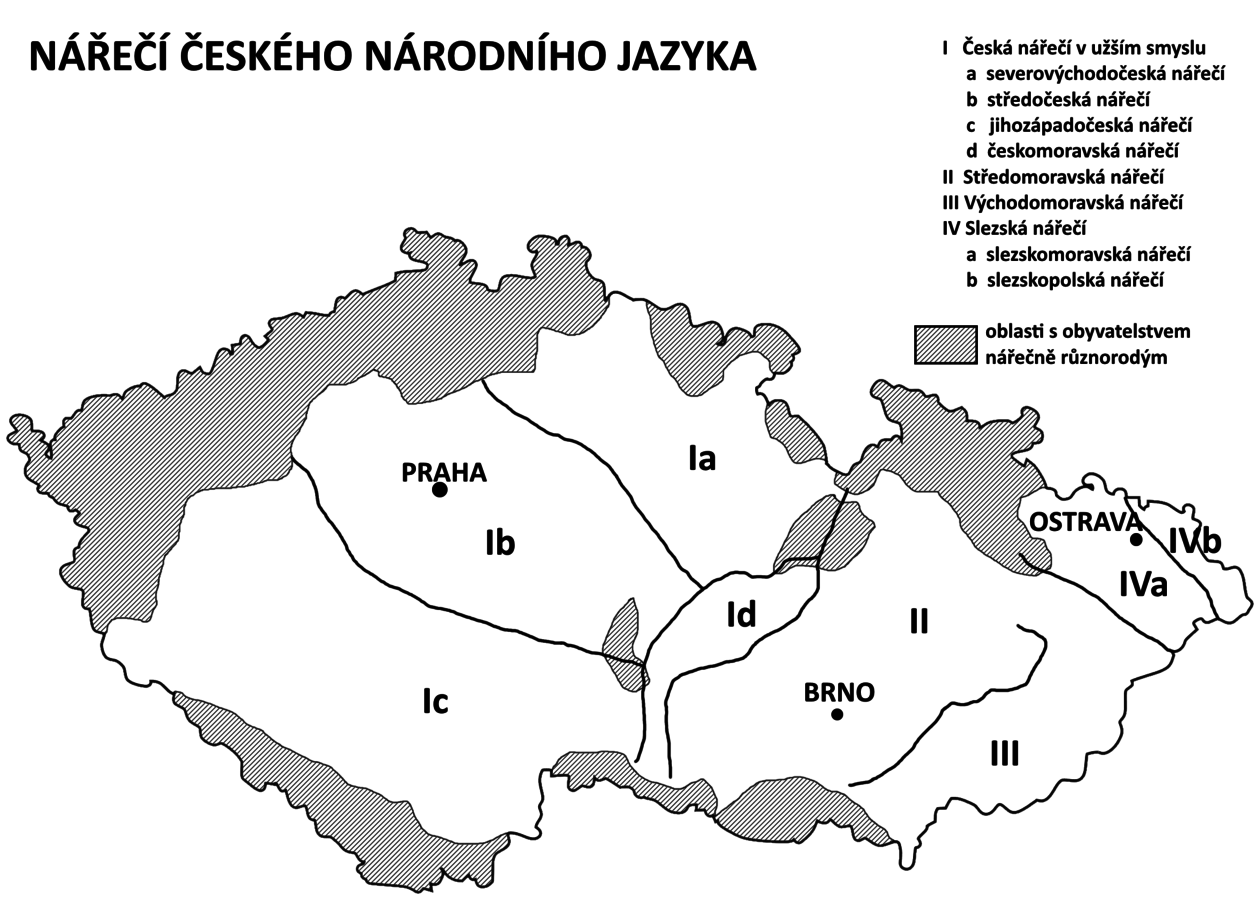 NÁŘEČÍ ČESKÉHO NÁRODNÍHO JAZYKA
I Česká nářečí v užším smyslu
a severovýchodočeská nářečí
b středočeská nářečí
c jihozápadočeská nářečí
d českomoravská nářečí
II Středomoravská nářečí
III Východomoravská nářečí
IV Slezská nářečí
a slezskomoravská nářečí
b slezskopolská nářečí
oblasti s obyvatelstvem
nářečně různorodým
Ia
PRAHA
OSTRAVA
Ib
IVb
IVa
Id
II
BRNO
Ic
III